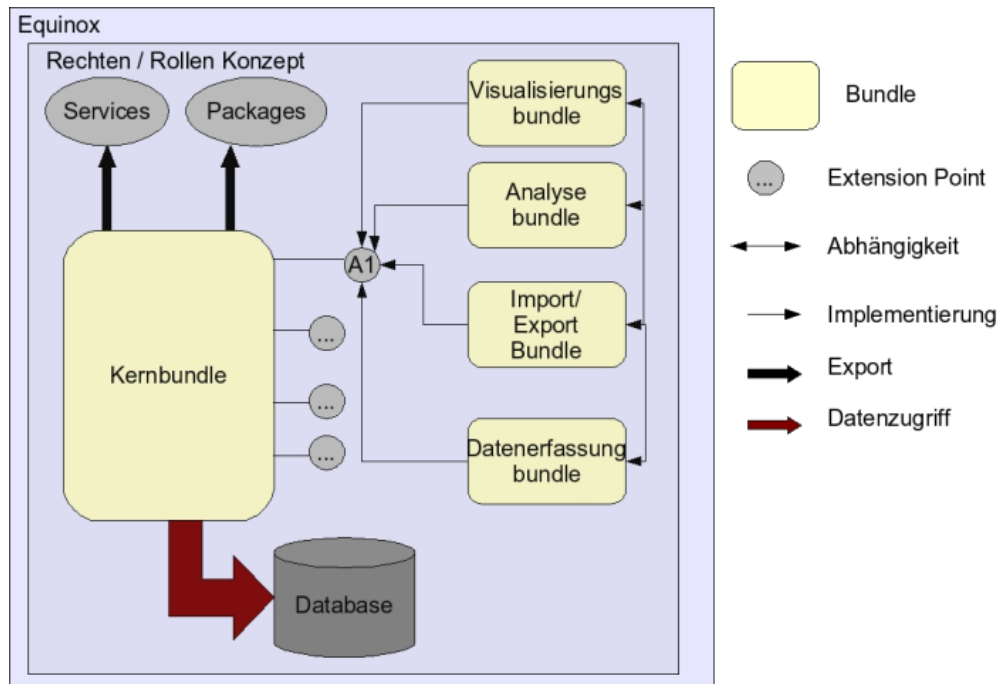 Equinox
Rechten / Rollen Konzept
Services
Packages
Visualisierungs
bundle
Analyse
bundle
A1
Import/
Export
Bundle
...
Kernbundle
...
...
Datenerfassung
bundle
Database
Bundle
...
Extension Point
Abhängigkeit
Implementierung
Export
Datenzugriff